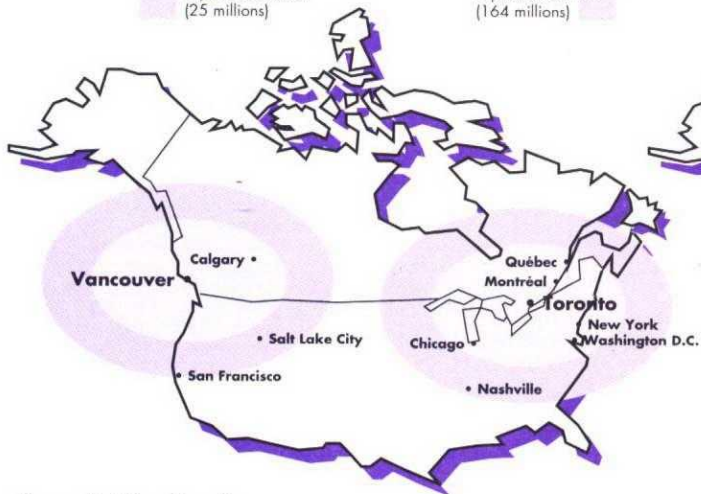 (25 millions)
(164 millions)
Calgary
Vancouver
Québec
Montréal
Toronto
New York
Salt Lake City
Chicago
Washington D.C.
San Francisco
Nashville